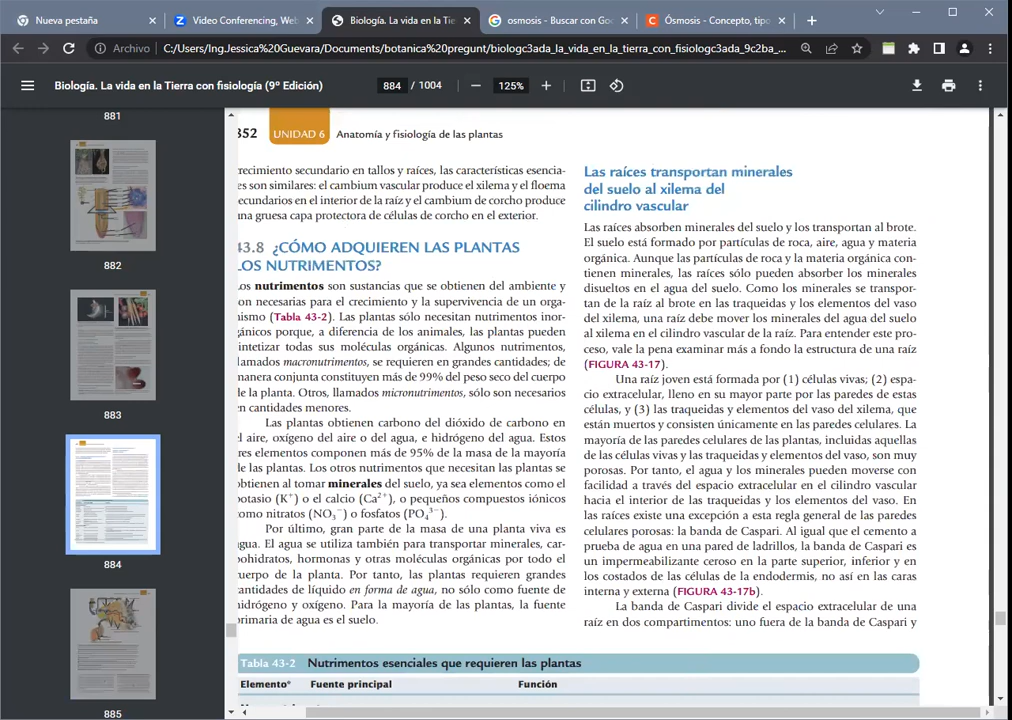 Nueva pestaña
Video Conferencing, Web
Biología. La vida en la Tie
osmosis - Buscar con Goo
Ósmosis - Concepto, tipo
Archivo C:/Users/Ing.Jessica%20Guevara/Documents/botanica%20pregunt/biologc3ada_la_vida_en_la_tierra_con_fisiologc3ada_9c2ba_...
Biología. La vida en la Tierra con fisiología (9º Edición)
884 / 1004
125%
881
882
883
884
885
352 UNIDAD 6 Anatomía y fisiología de las plantas
recimiento secundario en tallos y raíces, las características esencia-
es son similares: el cambium vascular produce el xilema y el floema
ecundarios en el interior de la raíz y el cambium de corcho produce
una gruesa capa protectora de células de corcho en el exterior.
43.8 ¿CÓMO ADQUIEREN LAS PLANTAS
LOS NUTRIMENTOS?
Los nutrimentos son sustancias que se obtienen del ambiente y
on necesarias para el crecimiento y la supervivencia de un orga-
nismo (Tabla 43-2). Las plantas sólo necesitan nutrimentos inor-
gánicos porque, a diferencia de los animales, las plantas pueden
intetizar todas sus moléculas orgánicas. Algunos nutrimentos,
llamados macronutrimentos, se requieren en grandes cantidades; de
manera conjunta constituyen más de 99% del peso seco del cuerpo
de la planta. Otros, llamados micronutrimentos, sólo son necesarios
en cantidades menores.
Las plantas obtienen carbono del dióxido de carbono en
el aire, oxígeno del aire o del agua, e hidrógeno del agua. Estos
res elementos componen más de 95% de la masa de la mayoría
de las plantas. Los otros nutrimentos que necesitan las plantas se
obtienen al tomar minerales del suelo, ya sea elementos como el
potasio (K⁺) o el calcio (Ca²⁺), o pequeños compuestos iónicos
como nitratos (NO₃⁻) o fosfatos (PO₄³⁻).
Por último, gran parte de la masa de una planta viva es
agua. El agua se utiliza también para transportar minerales, car-
bohidratos, hormonas y otras moléculas orgánicas por todo el
cuerpo de la planta. Por tanto, las plantas requieren grandes
cantidades de líquido en forma de agua, no sólo como fuente de
hidrógeno y oxígeno. Para la mayoría de las plantas, la fuente
primaria de agua es el suelo.
Las raíces transportan minerales
del suelo al xilema del
cilindro vascular
Las raíces absorben minerales del suelo y los transportan al brote.
El suelo está formado por partículas de roca, aire, agua y materia
orgánica. Aunque las partículas de roca y la materia orgánica con-
tienen minerales, las raíces sólo pueden absorber los minerales
disueltos en el agua del suelo. Como los minerales se transpor-
tan de la raíz al brote en las traqueidas y los elementos del vaso
del xilema, una raíz debe mover los minerales del agua del suelo
al xilema en el cilindro vascular de la raíz. Para entender este pro-
ceso, vale la pena examinar más a fondo la estructura de una raíz
(FIGURA 43-17).
Una raíz joven está formada por (1) células vivas; (2) espa-
cio extracelular, lleno en su mayor parte por las paredes de estas
células, y (3) las traqueidas y elementos del vaso del xilema, que
están muertos y consisten únicamente en las paredes celulares. La
mayoría de las paredes celulares de las plantas, incluidas aquellas
de las células vivas y las traqueidas y elementos del vaso, son muy
porosas. Por tanto, el agua y los minerales pueden moverse con
facilidad a través del espacio extracelular en el cilindro vascular
hacia el interior de las traqueidas y los elementos del vaso. En
las raíces existe una excepción a esta regla general de las paredes
celulares porosas: la banda de Caspari. Al igual que el cemento a
prueba de agua en una pared de ladrillos, la banda de Caspari es
un impermeabilizante ceroso en la parte superior, inferior y en
los costados de las células de la endodermis, no así en las caras
interna y externa (FIGURA 43-17b).
La banda de Caspari divide el espacio extracelular de una
raíz en dos compartimentos: uno fuera de la banda de Caspari y
Tabla 43-2 Nutrimentos esenciales que requieren las plantas
Elemento* Fuente principal Función